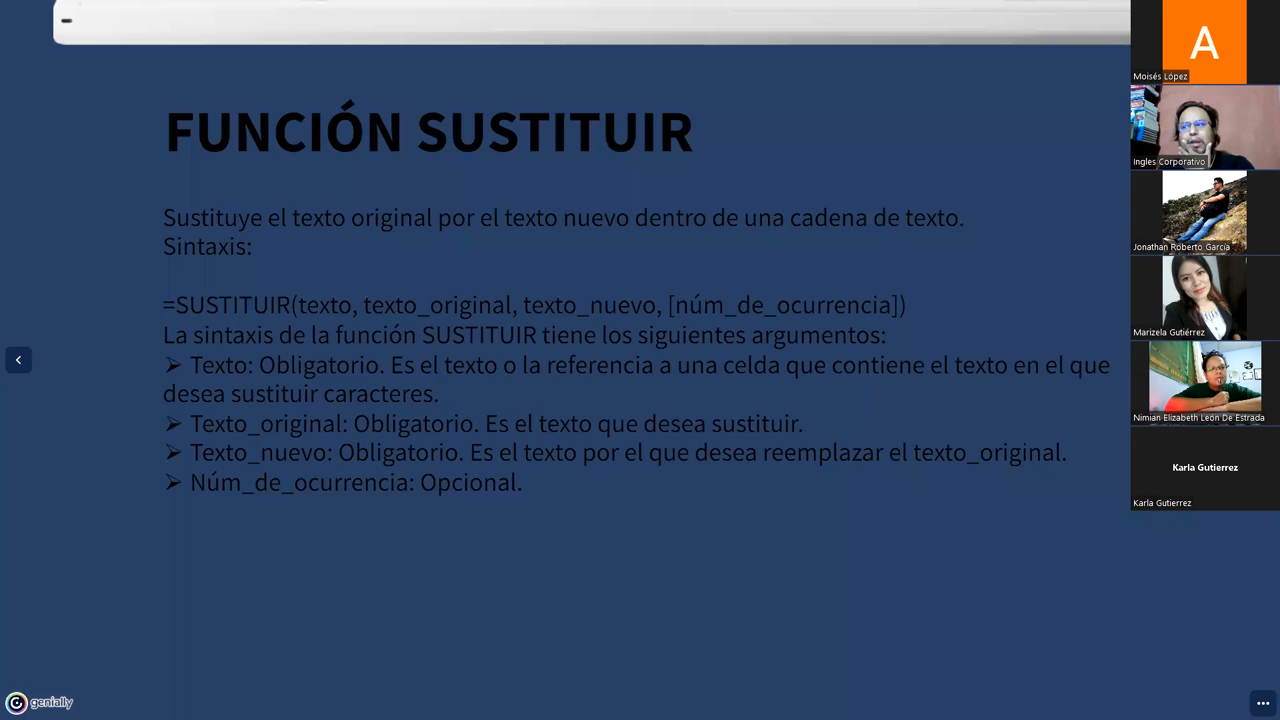 FUNCIÓN SUSTITUIR
Sustituye el texto original por el texto nuevo dentro de una cadena de texto.
Sintaxis:
=SUSTITUIR(texto, texto_original, texto_nuevo, [núm_de_ocurrencia])
La sintaxis de la función SUSTITUIR tiene los siguientes argumentos:
➢ Texto: Obligatorio. Es el texto o la referencia a una celda que contiene el texto en el que
desea sustituir caracteres.
➢ Texto_original: Obligatorio. Es el texto que desea sustituir.
➢ Texto_nuevo: Obligatorio. Es el texto por el que desea reemplazar el texto_original.
➢ Núm_de_ocurrencia: Opcional.
genially
A
Moisés López
Ingles Corporativo
Jonathan Roberto García
Marizela Gutiérrez
Nimian Elizabeth León De Estrada
Karla Gutierrez
Karla Gutierrez